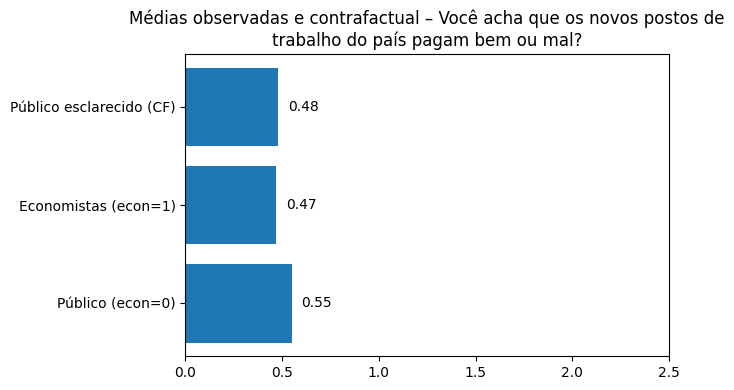 Médias observadas e contrafactual – Você acha que os novos postos de
trabalho do país pagam bem ou mal?
Público esclarecido (CF)
0.48
Economistas (econ=1)
0.47
Público (econ=0)
0.55
0.0
0.5
1.0
1.5
2.0
2.5